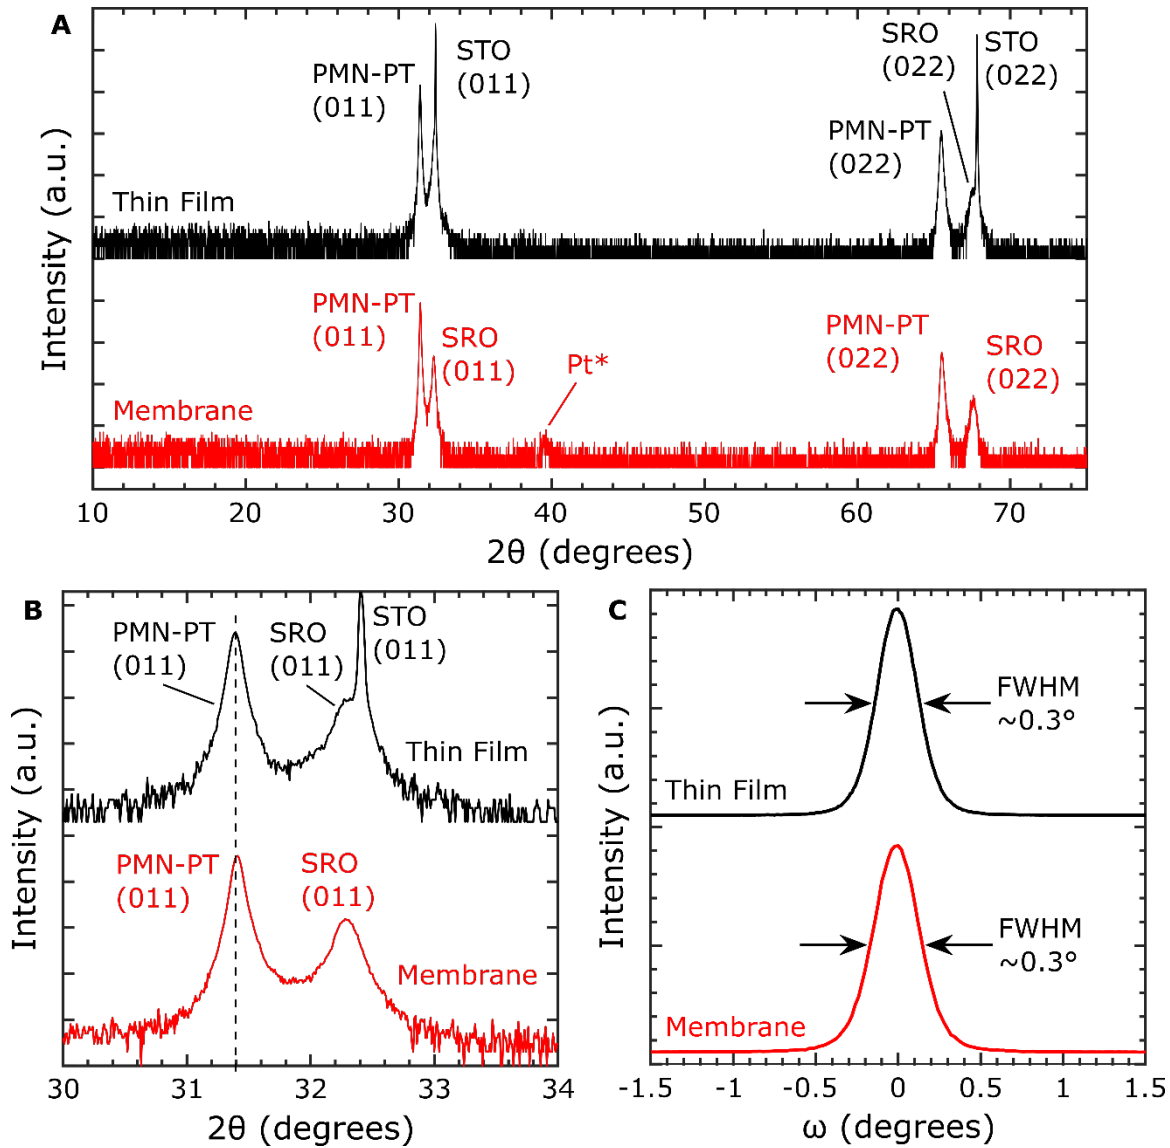 A
PMN-PT
(011)
STO
(011)
SRO
(022)
STO
(022)
PMN-PT
(022)
Thin Film
PMN-PT
(011)
SRO
(011)
Pt*
PMN-PT
(022)
SRO
(022)
Membrane
Intensity (a.u.)
10 20 30 40 50 60 70
2θ (degrees)
B
PMN-PT
(011)
SRO
(011)
STO
(011)
Thin Film
PMN-PT
(011)
SRO
(011)
Membrane
Intensity (a.u.)
30 31 32 33 34
2θ (degrees)
C
FWHM
~0.3°
Thin Film
FWHM
~0.3°
Membrane
Intensity (a.u.)
-1.5 -1 -0.5 0 0.5 1 1.5
ω (degrees)